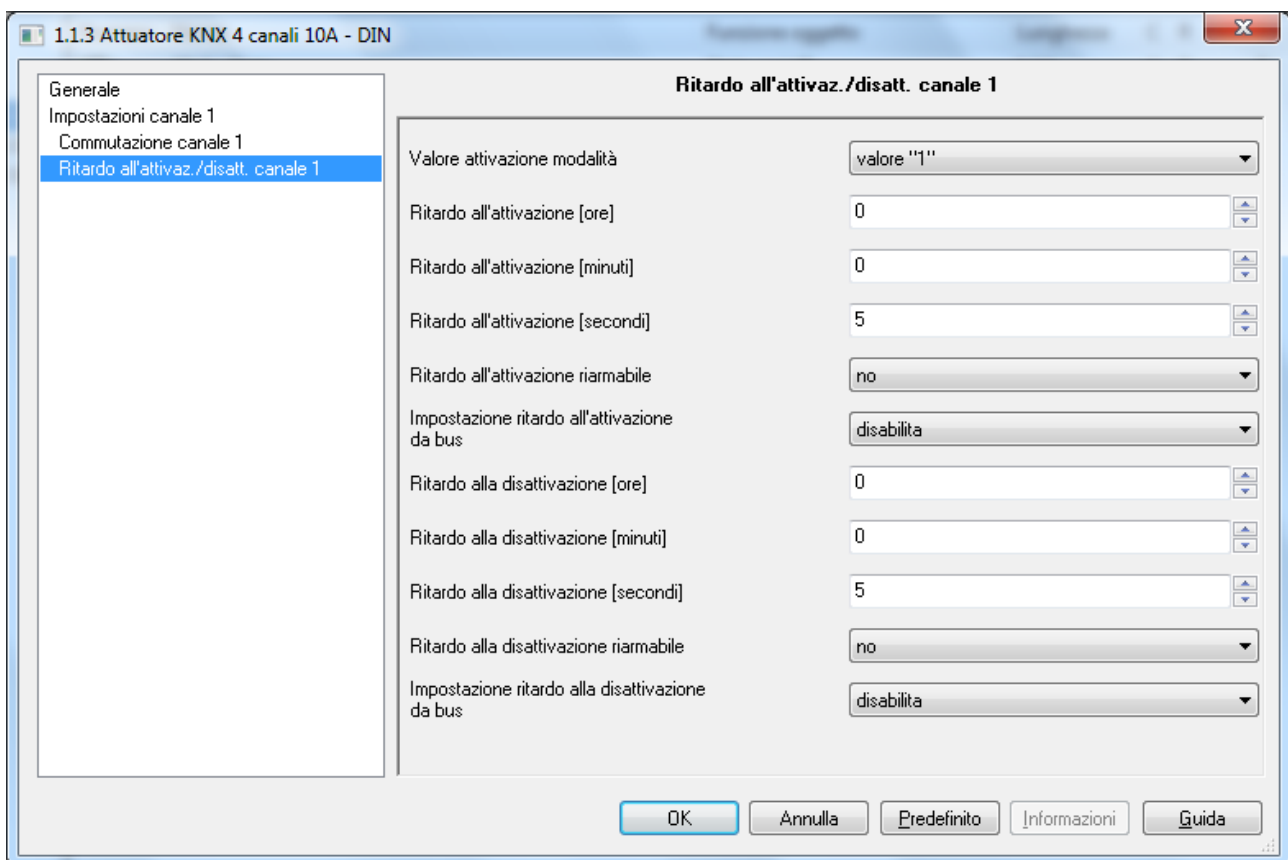 1.1.3 Attuatore KNX 4 canali 10A - DIN
Generale
Impostazioni canale 1
Commutazione canale 1
Ritardo all'attivaz./disatt. canale 1
Ritardo all'attivaz./disatt. canale 1
Valore attivazione modalità
valore "1"
Ritardo all'attivazione [ore]
0
Ritardo all'attivazione [minuti]
0
Ritardo all'attivazione [secondi]
5
Ritardo all'attivazione riarmabile
no
Impostazione ritardo all'attivazione
da bus
disabilita
Ritardo alla disattivazione [ore]
0
Ritardo alla disattivazione [minuti]
0
Ritardo alla disattivazione [secondi]
5
Ritardo alla disattivazione riarmabile
no
Impostazione ritardo alla disattivazione
da bus
disabilita
OK
Annulla
Predefinito
Informazioni
Guida